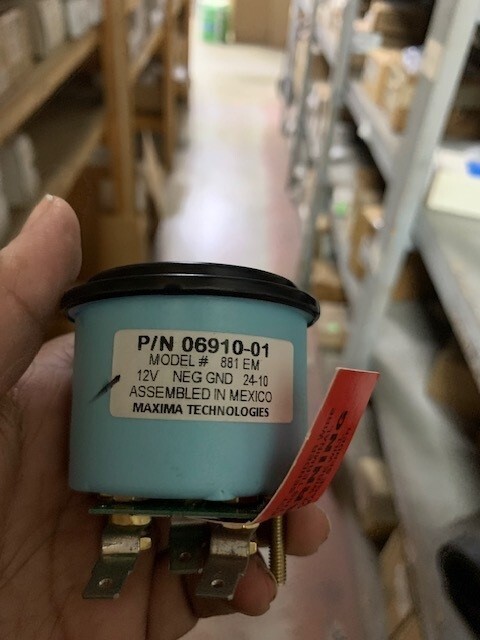 P/N 06910-01
MODEL # 881 EM
12V NEG GND 24-10
ASSEMBLED IN MEXICO
MAXIMA TECHNOLOGIES